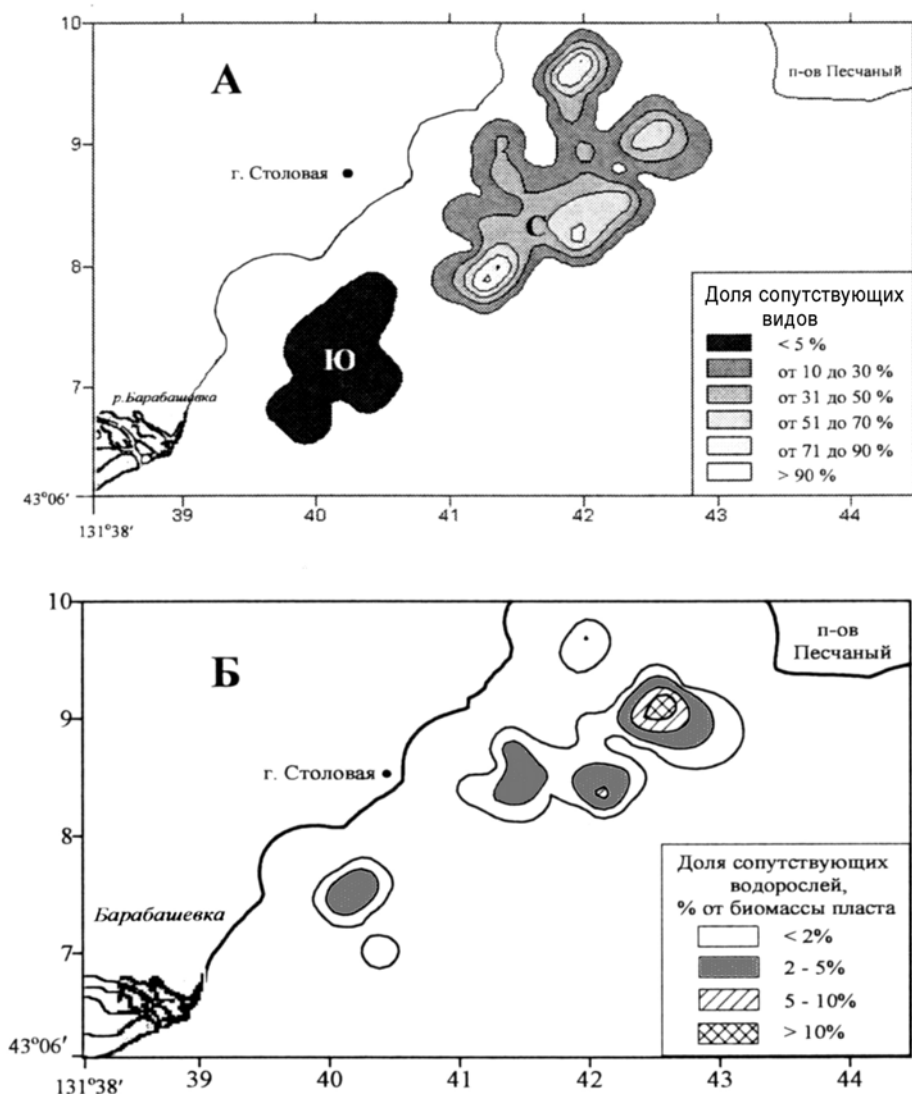 10
А
п-ов Песчаный
9
г. Столовая
С
8
Доля сопутствующих
видов
< 5 %
от 10 до 30 %
от 31 до 50 %
от 51 до 70 %
от 71 до 90 %
> 90 %
Ю
7
р.Барабашевка
43°06'
131°38'
39
40
41
42
43
44
10
Б
п-ов
Песчаный
9
г. Столовая
8
Доля сопутствующих
водорослей,
% от биомассы пласта
< 2%
2 - 5%
5 - 10%
> 10%
Барабашевка
7
43°06'
131°38'
39
40
41
42
43
44